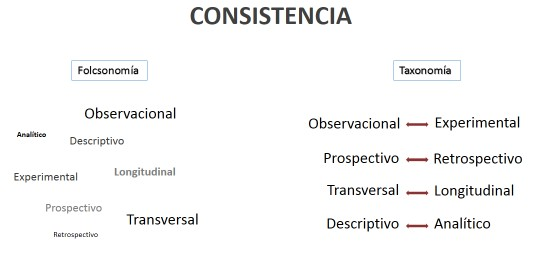 CONSISTENCIA
Folcsonomía
Observacional
Analítico
Descriptivo
Experimental
Longitudinal
Prospectivo
Transversal
Retrospectivo
Taxonomía
Observacional Experimental
Prospectivo Retrospectivo
Transversal Longitudinal
Descriptivo Analítico